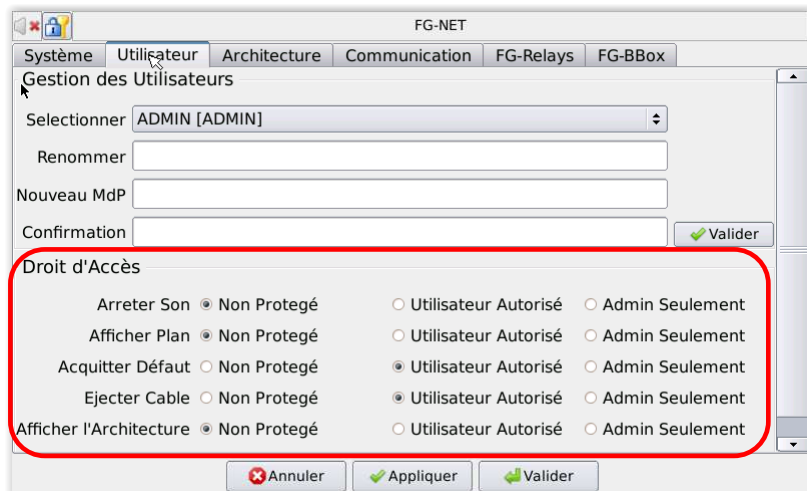 FG-NET
Système Utilisateur Architecture Communication FG-Relays FG-BBox
Gestion des Utilisateurs
Selectionner ADMIN [ADMIN]
Renommer
Nouveau MdP
Confirmation Valider
Droit d'Accès
Arreter Son Non Protegé Utilisateur Autorisé Admin Seulement
Afficher Plan Non Protegé Utilisateur Autorisé Admin Seulement
Acquitter Défaut Non Protegé Utilisateur Autorisé Admin Seulement
Ejecter Cable Non Protegé Utilisateur Autorisé Admin Seulement
Afficher l'Architecture Non Protegé Utilisateur Autorisé Admin Seulement
Annuler Appliquer Valider